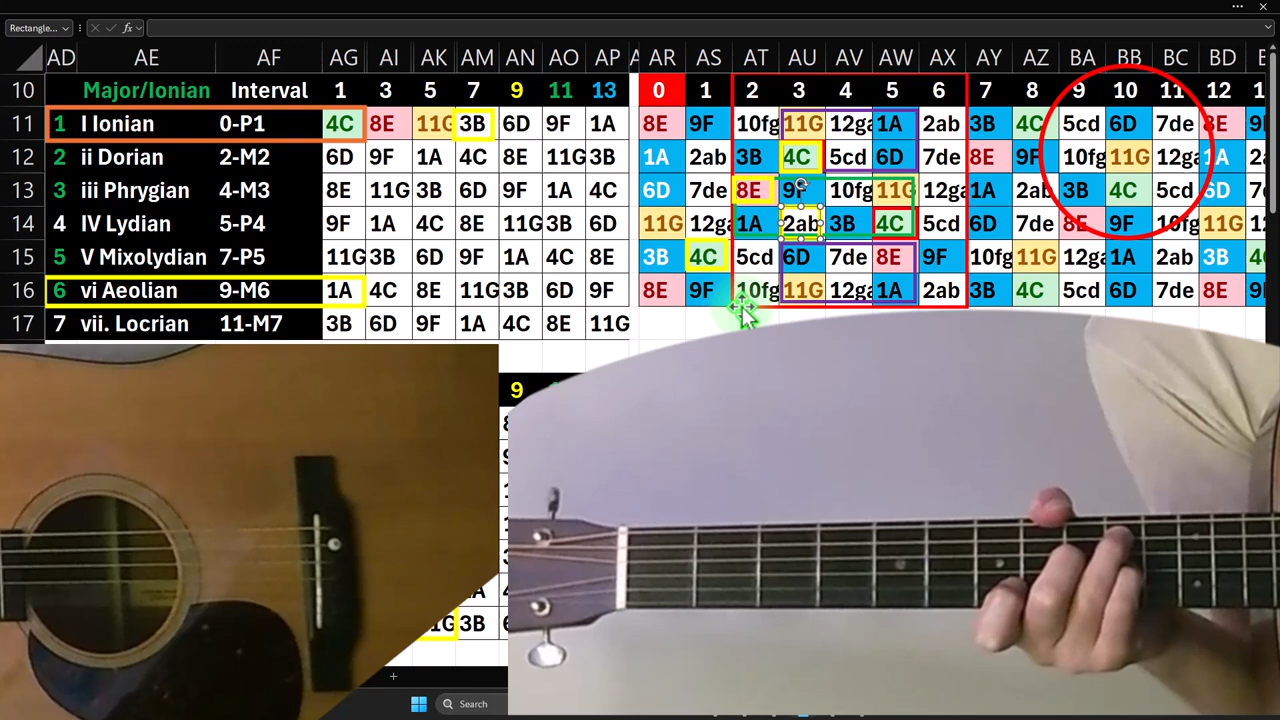 Rectangle...
fx
AD AE AF AG AI AK AM AN AO AP A AR AS AT AU AV AW AX AY AZ BA BB BC BD B
10 Major/Ionian Interval 1 3 5 7 9 11 13 0 1 2 3 4 5 6 7 8 9 10 11 12 1
11 1 I Ionian 0-P1 4C 8E 11G 3B 6D 9F 1A 8E 9F 10fg 11G 12ga 1A 2ab 3B 4C 5cd 6D 7de 8E 9F
12 2 ii Dorian 2-M2 6D 9F 1A 4C 8E 11G 3B 1A 2ab 3B 4C 5cd 6D 7de 8E 9F 10fg 11G 12ga 1A 2a
13 3 iii Phrygian 4-M3 8E 11G 3B 6D 9F 1A 4C 6D 7de 8E 9F 10fg 11G 12ga 1A 2ab 3B 4C 5cd 6D 7d
14 4 IV Lydian 5-P4 9F 1A 4C 8E 11G 3B 6D 11G 12ga 1A 2ab 3B 4C 5cd 6D 7de 8E 9F 10fg 11G 12
15 5 V Mixolydian 7-P5 11G 3B 6D 9F 1A 4C 8E 3B 4C 5cd 6D 7de 8E 9F 10fg 11G 12ga 1A 2ab 3B 4C
16 6 vi Aeolian 9-M6 1A 4C 8E 11G 3B 6D 9F 8E 9F 10fg 11G 12ga 1A 2ab 3B 4C 5cd 6D 7de 8E 9F
17 7 vii. Locrian 11-M7 3B 6D 9F 1A 4C 8E 11G
9
3B
Search